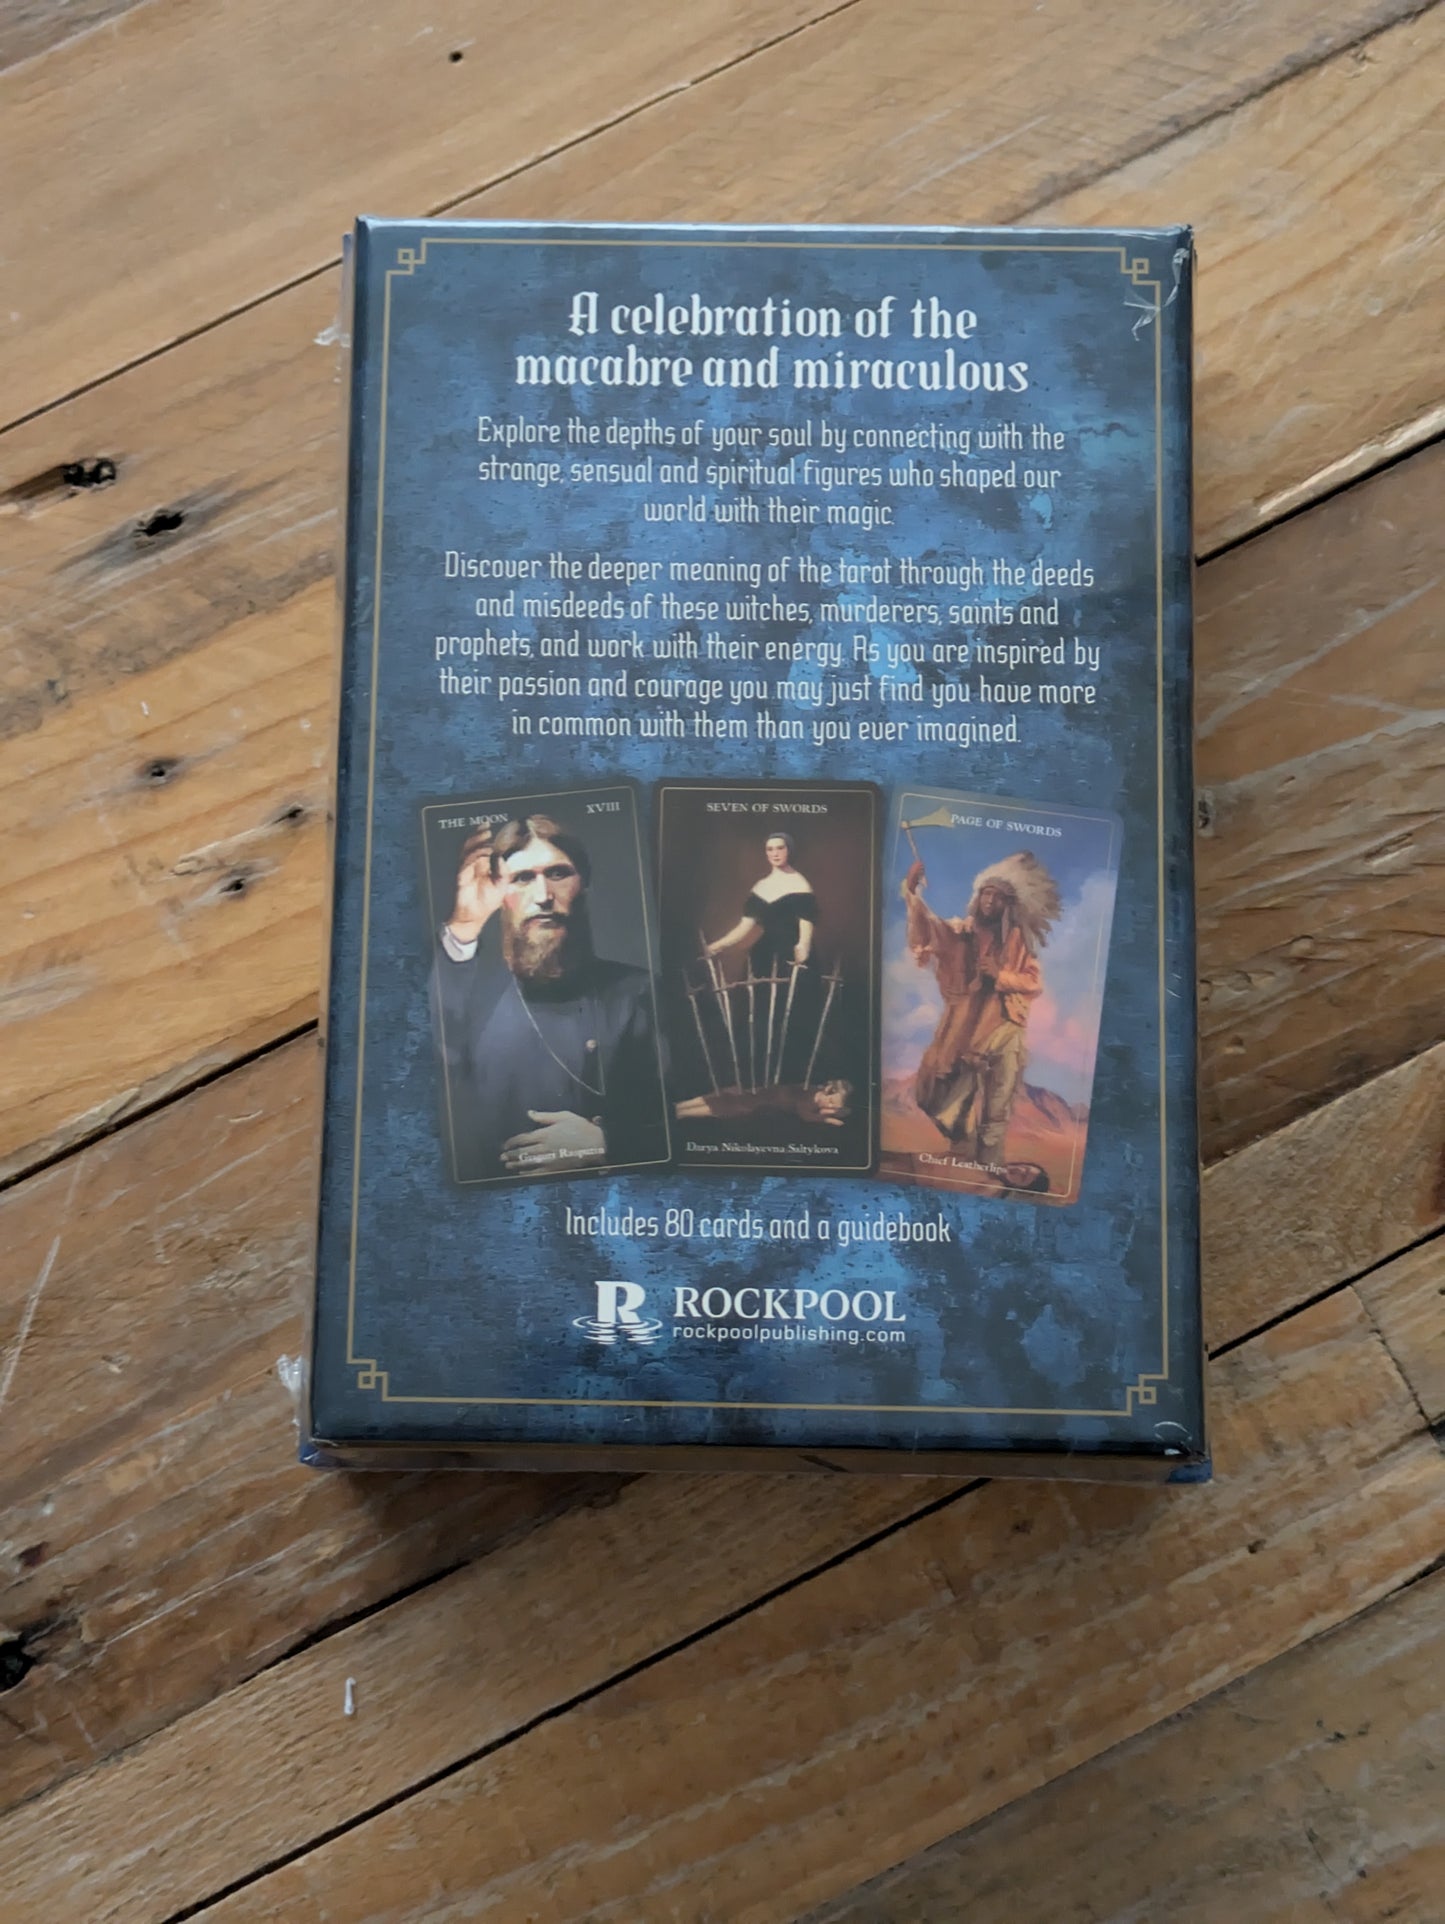 A celebration of the
macabre and miraculous
Explore the depths of your soul by connecting with the
strange, sensual and spiritual figures who shaped our
world with their magic.
Discover the deeper meaning of the tarot through the deeds
and misdeeds of these witches, murderers, saints and
prophets, and work with their energy. As you are inspired by
their passion and courage you may just find you have more
in common with them than you ever imagined.
THE MOON XVIII
Grigori Rasputin
SEVEN OF SWORDS
Darya Nikolayevna Saltykova
PAGE OF SWORDS
Chief Leatherlips
Includes 80 cards and a guidebook
R ROCKPOOL
rockpoolpublishing.com